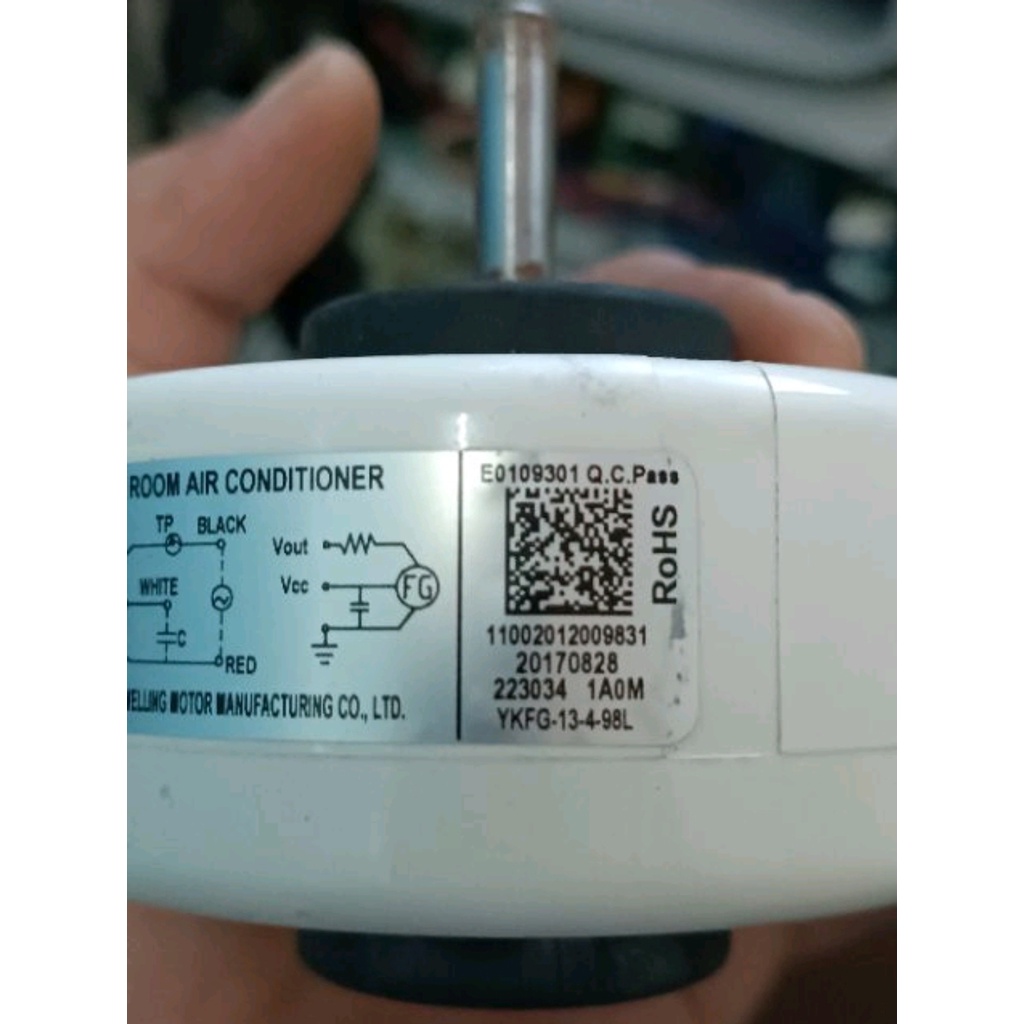 ROOM AIR CONDITIONER
TP BLACK
WHITE
C
RED
Vout
Vcc
FG
MOTOR MANUFACTURING CO., LTD.
E0109301 Q.C.Pass
RoHS
11002012009831
20170828
223034 1A0M
YKFG-13-4-98L